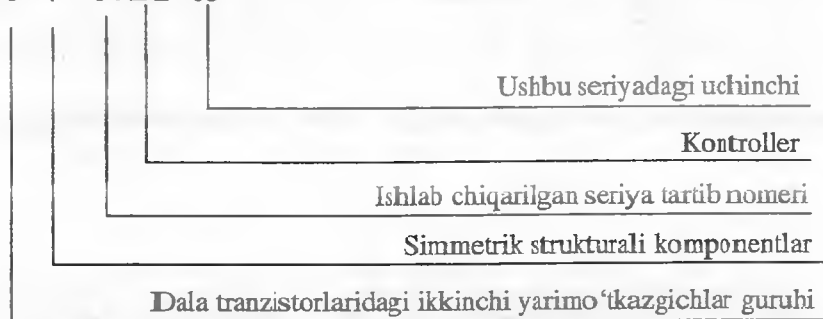 Ushbu seriyadagi uchinchi
Kontroller
Ishlab chiqarilgan seriya tartib nomeri
Simmetrik strukturali komponentlar
Dala tranzistorlaridagi ikkinchi yarimo‘tkazgichlar guruhi